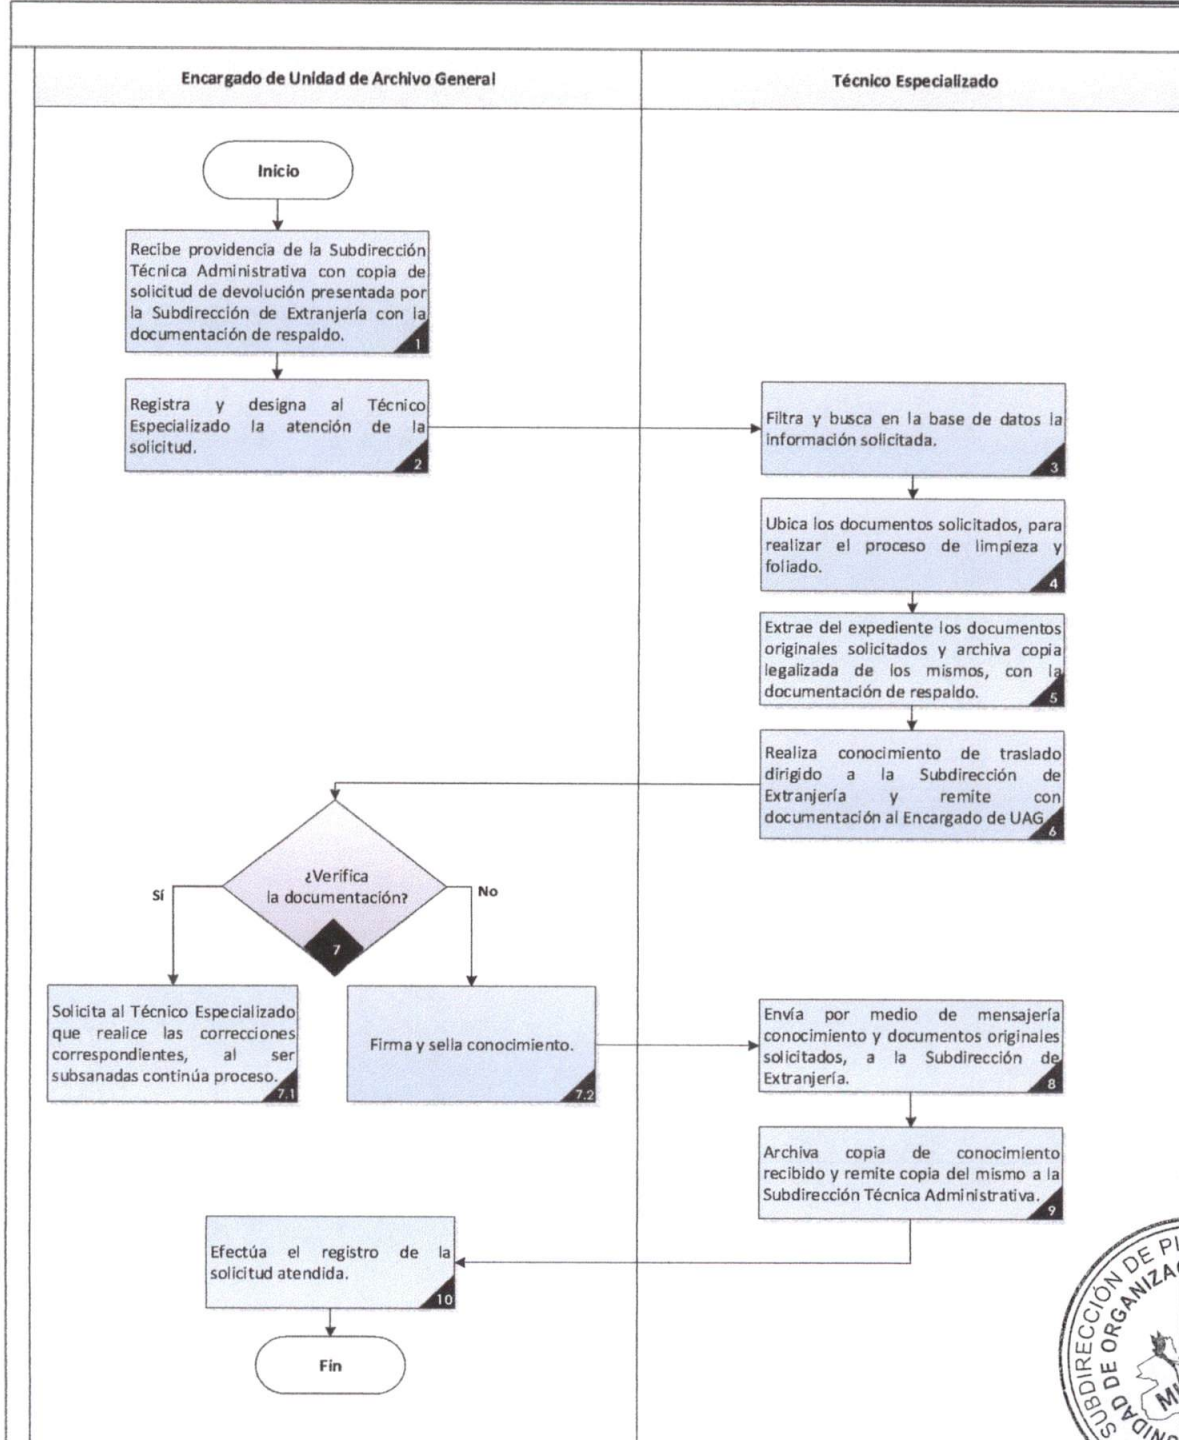 Encargado de Unidad de Archivo General
Técnico Especializado
Inicio
Recibe providencia de la Subdirección
Técnica Administrativa con copia de
solicitud de devolución presentada por
la Subdirección de Extranjería con la
documentación de respaldo.
1
Registra y designa al Técnico
Especializado la atención de la
solicitud.
2
Filtra y busca en la base de datos la
información solicitada.
3
Ubica los documentos solicitados, para
realizar el proceso de limpieza y
foliado.
4
Extrae del expediente los documentos
originales solicitados y archiva copia
legalizada de los mismos, con la
documentación de respaldo.
5
Realiza conocimiento de traslado
dirigido a la Subdirección de
Extranjería y remite con
documentación al Encargado de UAG
6
¿Verifica
la documentación?
7
Sí
No
Solicita al Técnico Especializado
que realice las correcciones
correspondientes, al ser
subsanadas continúa proceso.
7.1
Firma y sella conocimiento.
7.2
Envía por medio de mensajería
conocimiento y documentos originales
solicitados, a la Subdirección de
Extranjería.
8
Archiva copia de conocimiento
recibido y remite copia del mismo a la
Subdirección Técnica Administrativa.
9
Efectúa el registro de la
solicitud atendida.
10
Fin
SUBDIRECCIÓN DE
DE